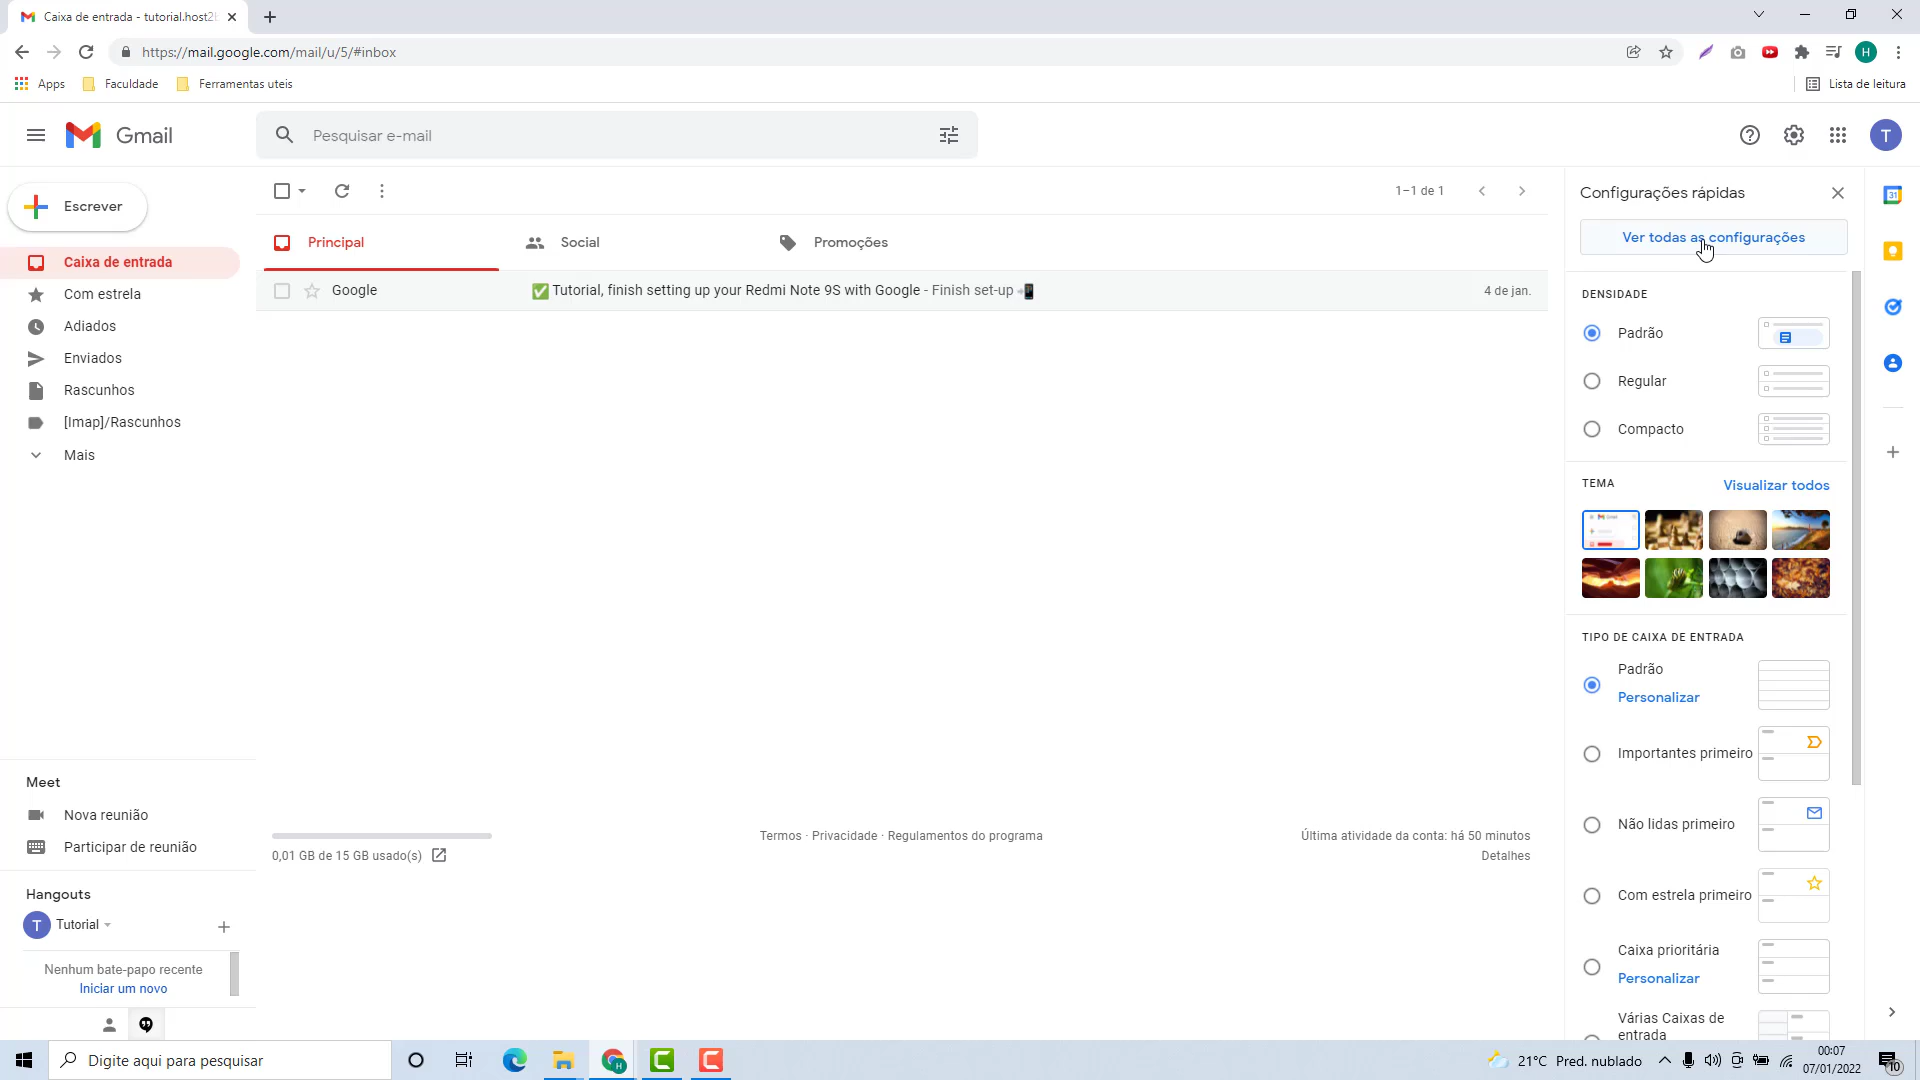 Caixa de entrada - tutorial.host2b
https://mail.google.com/mail/u/5/#inbox
H
Apps
Faculdade
Ferramentas uteis
Lista de leitura
Gmail
Pesquisar e-mail
T
Escrever
1–1 de 1
Configurações rápidas
31
Ver todas as configurações
Principal
Social
Promoções
Caixa de entrada
Com estrela
Adiados
Enviados
Rascunhos
[Imap]/Rascunhos
Mais
Google
✅ Tutorial, finish setting up your Redmi Note 9S with Google - Finish set-up 📲
4 de jan.
DENSIDADE
Padrão
Regular
Compacto
TEMA
Visualizar todos
TIPO DE CAIXA DE ENTRADA
Padrão
Personalizar
Importantes primeiro
Não lidas primeiro
Com estrela primeiro
Caixa prioritária
Personalizar
Várias Caixas de
entrada
Meet
Nova reunião
Participar de reunião
0,01 GB de 15 GB usado(s)
Termos · Privacidade · Regulamentos do programa
Última atividade da conta: há 50 minutos
Detalhes
Hangouts
T
Tutorial
Nenhum bate-papo recente
Iniciar um novo
Digite aqui para pesquisar
21°C Pred. nublado
00:07
07/01/2022
10